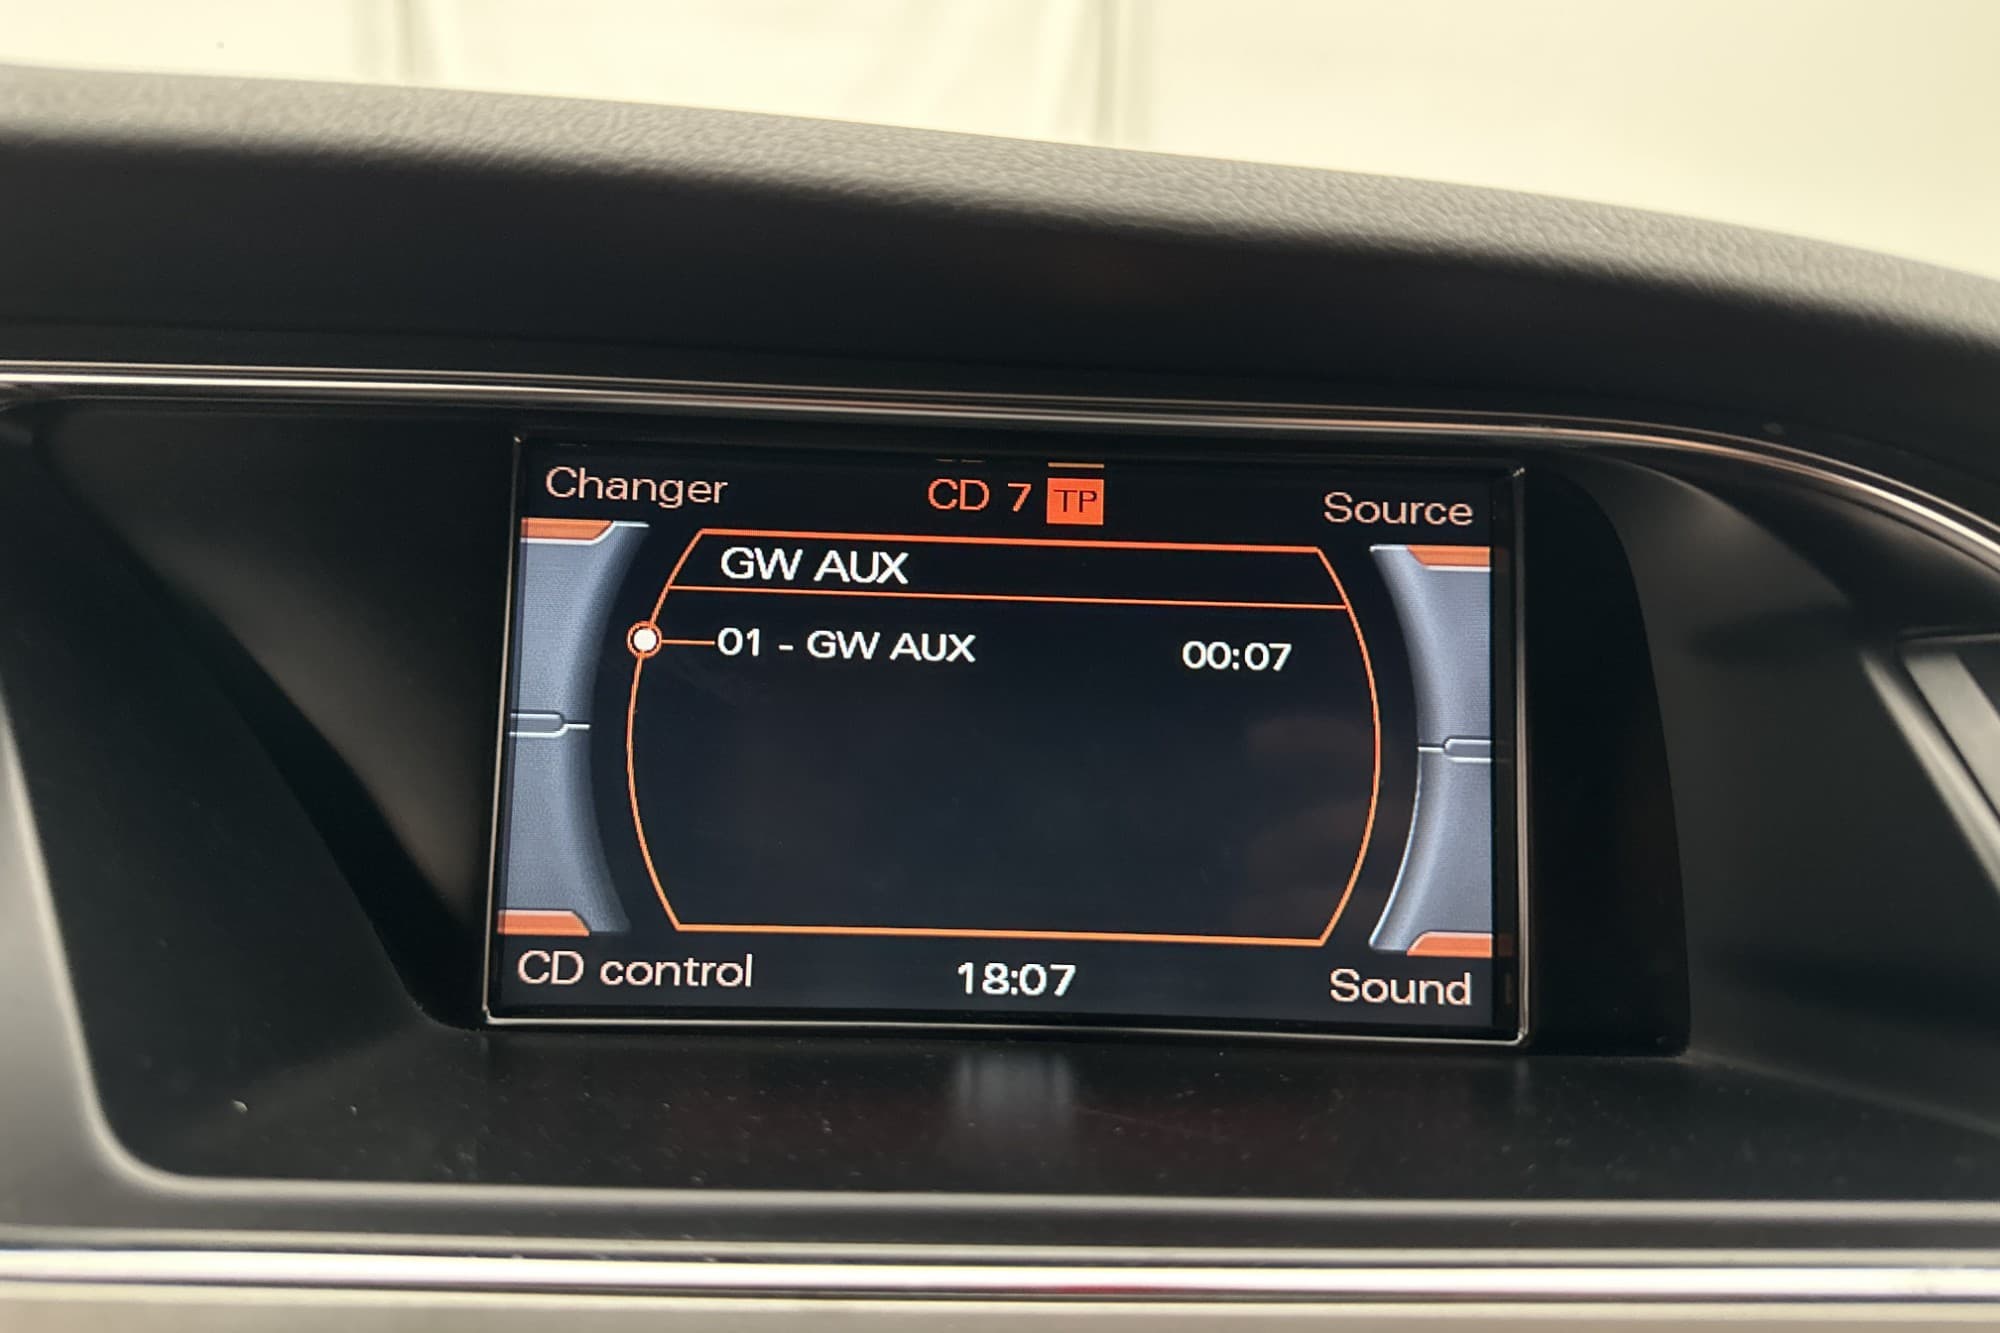 Changer
CD 7 TP
Source
GW AUX
01 - GW AUX 00:07
CD control
18:07
Sound